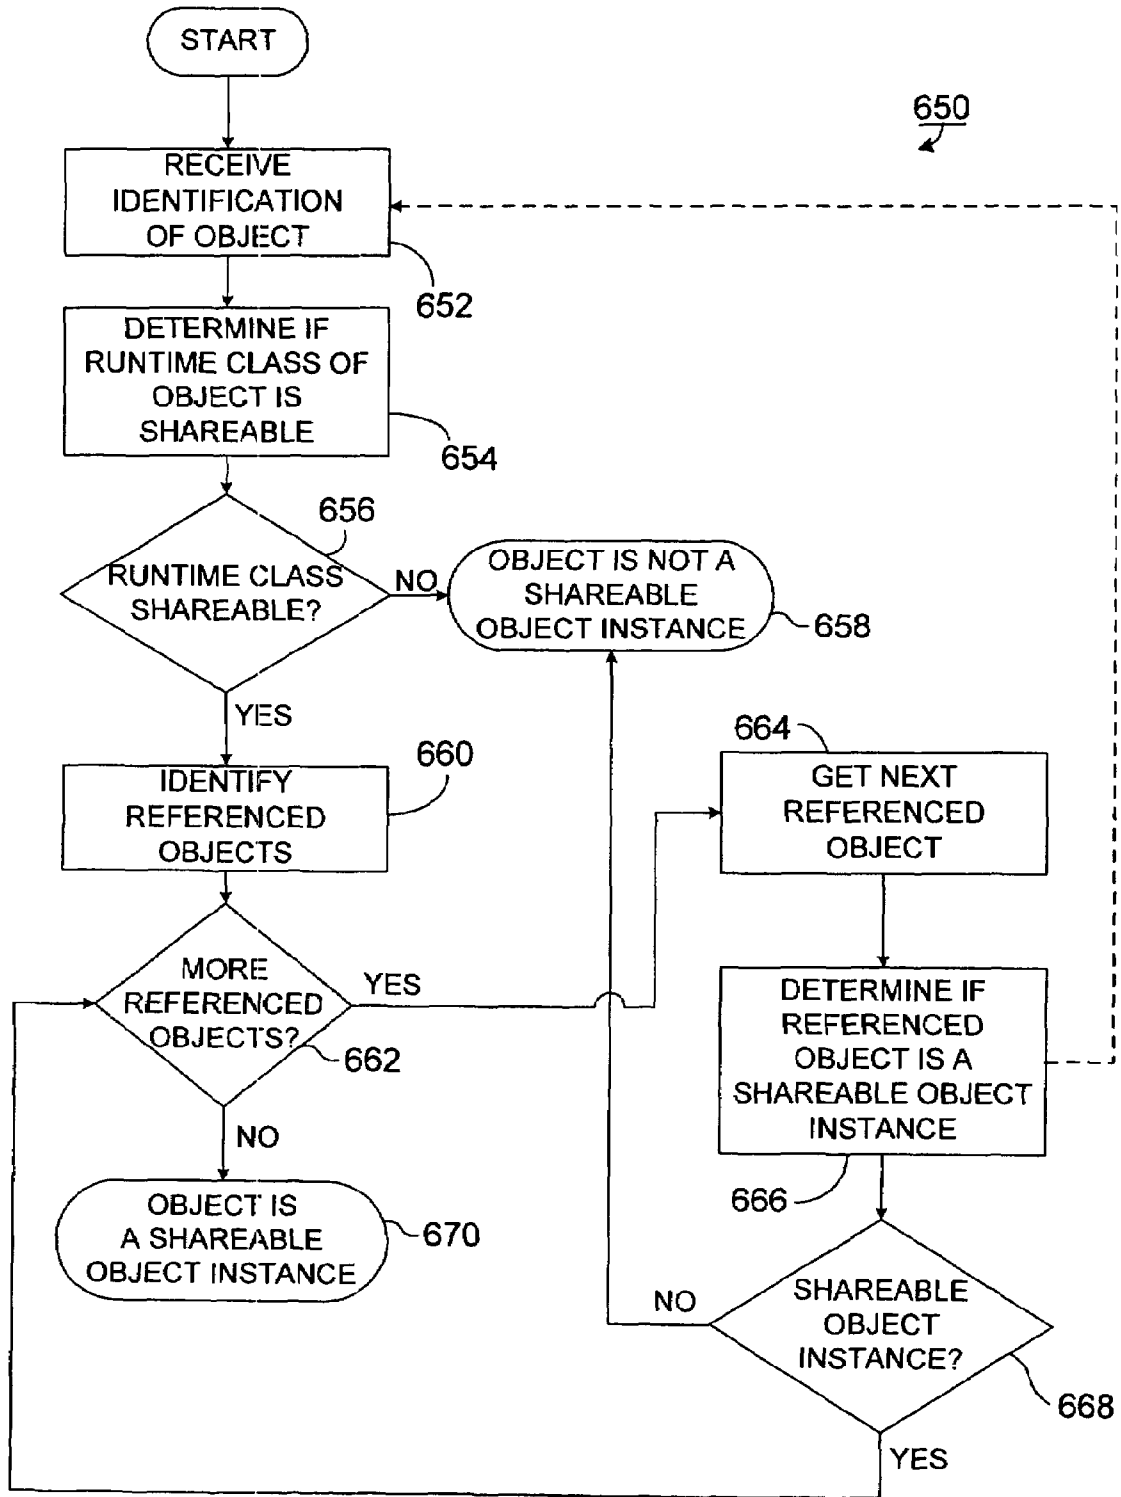 START
650
RECEIVE
IDENTIFICATION
OF OBJECT
652
DETERMINE IF
RUNTIME CLASS OF
OBJECT IS
SHAREABLE
654
656
RUNTIME CLASS
SHAREABLE?
NO
OBJECT IS NOT A
SHAREABLE
OBJECT INSTANCE
658
YES
660
IDENTIFY
REFERENCED
OBJECTS
664
GET NEXT
REFERENCED
OBJECT
MORE
REFERENCED
OBJECTS?
662
YES
DETERMINE IF
REFERENCED
OBJECT IS A
SHAREABLE OBJECT
INSTANCE
666
NO
OBJECT IS
A SHAREABLE
OBJECT INSTANCE
670
NO
SHAREABLE
OBJECT
INSTANCE?
668
YES